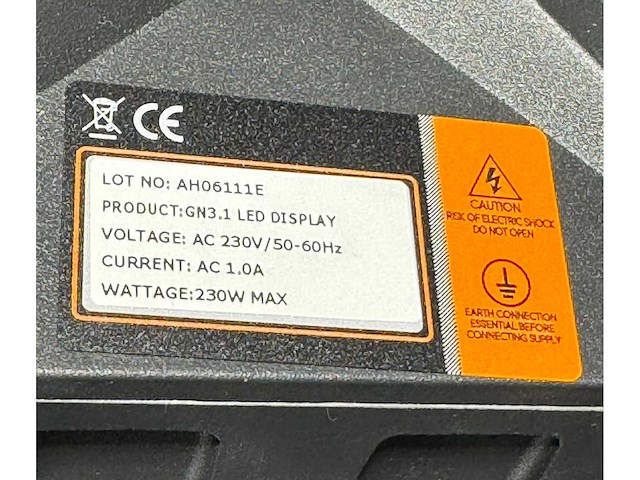 CE
LOT NO: AH06111E
PRODUCT:GN3.1 LED DISPLAY
VOLTAGE: AC 230V/50-60Hz
CURRENT: AC 1.0A
WATTAGE:230W MAX
CAUTION
RISK OF ELECTRIC SHOCK
DO NOT OPEN
EARTH CONNECTION
ESSENTIAL BEFORE
CONNECTING SUPPLY